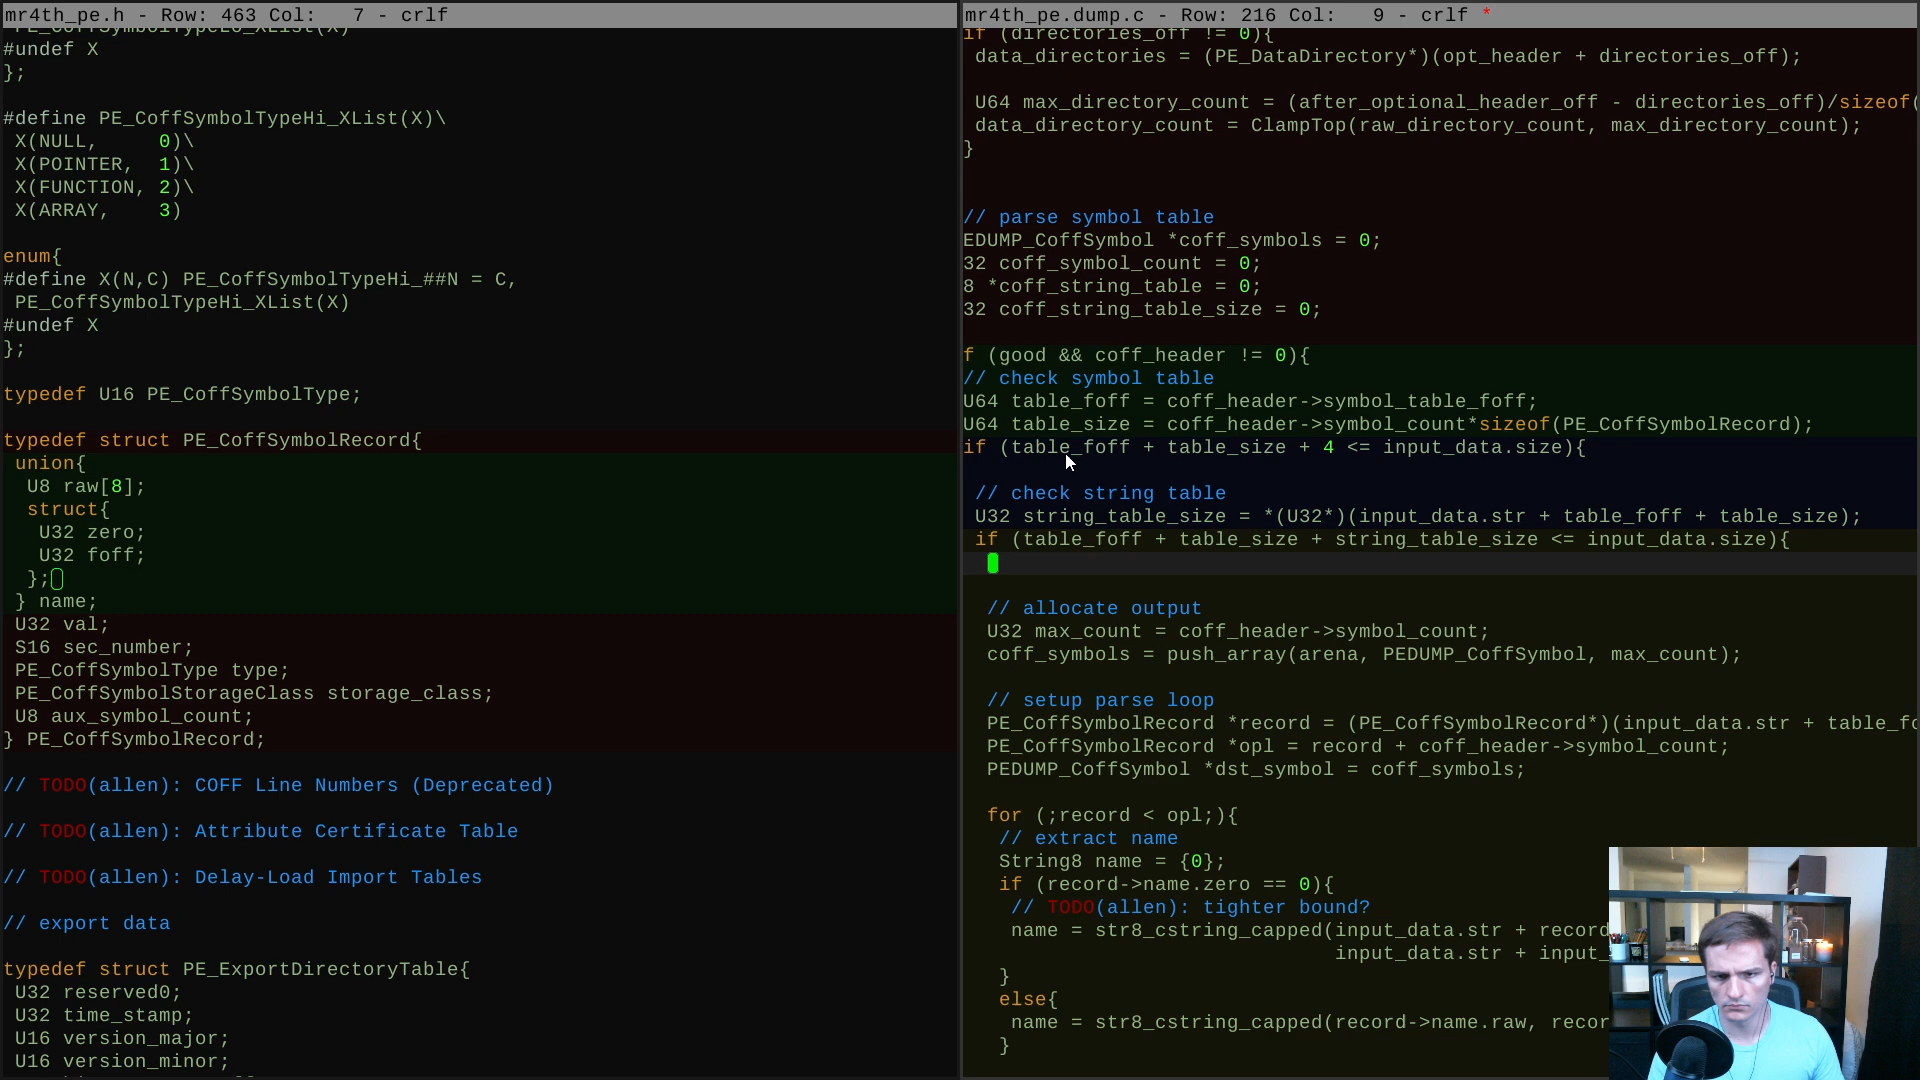 mr4th_pe.h - Row: 463 Col:   7 - crlf
PE_CoffSymbolTypeLo_XList(X)
#undef X
};
#define PE_CoffSymbolTypeHi_XList(X)\
X(NULL,     0)\
X(POINTER,  1)\
X(FUNCTION, 2)\
X(ARRAY,    3)
enum{
#define X(N,C) PE_CoffSymbolTypeHi_##N = C,
PE_CoffSymbolTypeHi_XList(X)
#undef X
};
typedef U16 PE_CoffSymbolType;
typedef struct PE_CoffSymbolRecord{
union{
U8 raw[8];
struct{
U32 zero;
U32 foff;
};
} name;
U32 val;
S16 sec_number;
PE_CoffSymbolType type;
PE_CoffSymbolStorageClass storage_class;
U8 aux_symbol_count;
} PE_CoffSymbolRecord;
// TODO(allen): COFF Line Numbers (Deprecated)
// TODO(allen): Attribute Certificate Table
// TODO(allen): Delay-Load Import Tables
// export data
typedef struct PE_ExportDirectoryTable{
U32 reserved0;
U32 time_stamp;
U16 version_major;
U16 version_minor;
mr4th_pe.dump.c - Row: 216 Col:   9 - crlf *
if (directories_off != 0){
data_directories = (PE_DataDirectory*)(opt_header + directories_off);
U64 max_directory_count = (after_optional_header_off - directories_off)/sizeof(
data_directory_count = ClampTop(raw_directory_count, max_directory_count);
}
// parse symbol table
EDUMP_CoffSymbol *coff_symbols = 0;
32 coff_symbol_count = 0;
8 *coff_string_table = 0;
32 coff_string_table_size = 0;
f (good && coff_header != 0){
// check symbol table
U64 table_foff = coff_header->symbol_table_foff;
U64 table_size = coff_header->symbol_count*sizeof(PE_CoffSymbolRecord);
if (table_foff + table_size + 4 <= input_data.size){
// check string table
U32 string_table_size = *(U32*)(input_data.str + table_foff + table_size);
if (table_foff + table_size + string_table_size <= input_data.size){
// allocate output
U32 max_count = coff_header->symbol_count;
coff_symbols = push_array(arena, PEDUMP_CoffSymbol, max_count);
// setup parse loop
PE_CoffSymbolRecord *record = (PE_CoffSymbolRecord*)(input_data.str + table_fo
PE_CoffSymbolRecord *opl = record + coff_header->symbol_count;
PEDUMP_CoffSymbol *dst_symbol = coff_symbols;
for (;record < opl;){
// extract name
String8 name = {0};
if (record->name.zero == 0){
// TODO(allen): tighter bound?
name = str8_cstring_capped(input_data.str + record
input_data.str + input_
}
else{
name = str8_cstring_capped(record->name.raw, recor
}